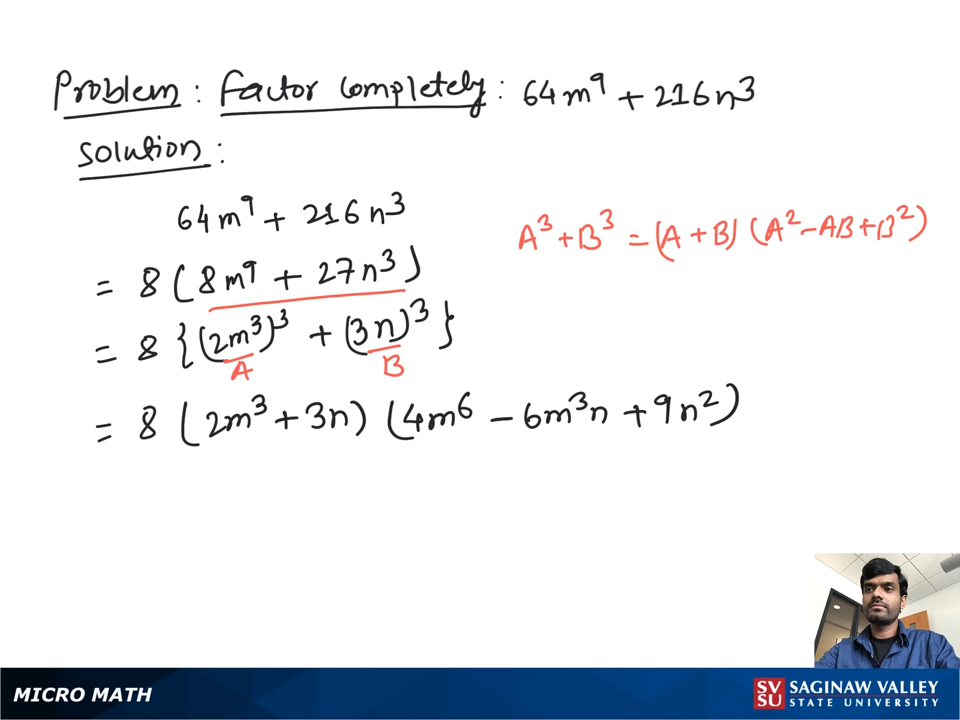 Problem: Factor Completely: 64m⁹ + 216n³
Solution:
64m⁹ + 216n³
A³ + B³ = (A + B) (A² - AB + B²)
= 8 (8m⁹ + 27n³)
= 8 {(2m³)³ + (3n)³}
A B
= 8 (2m³ + 3n) (4m⁶ - 6m³n + 9n²)
MICRO MATH
SV SU SAGINAW VALLEY
STATE UNIVERSITY